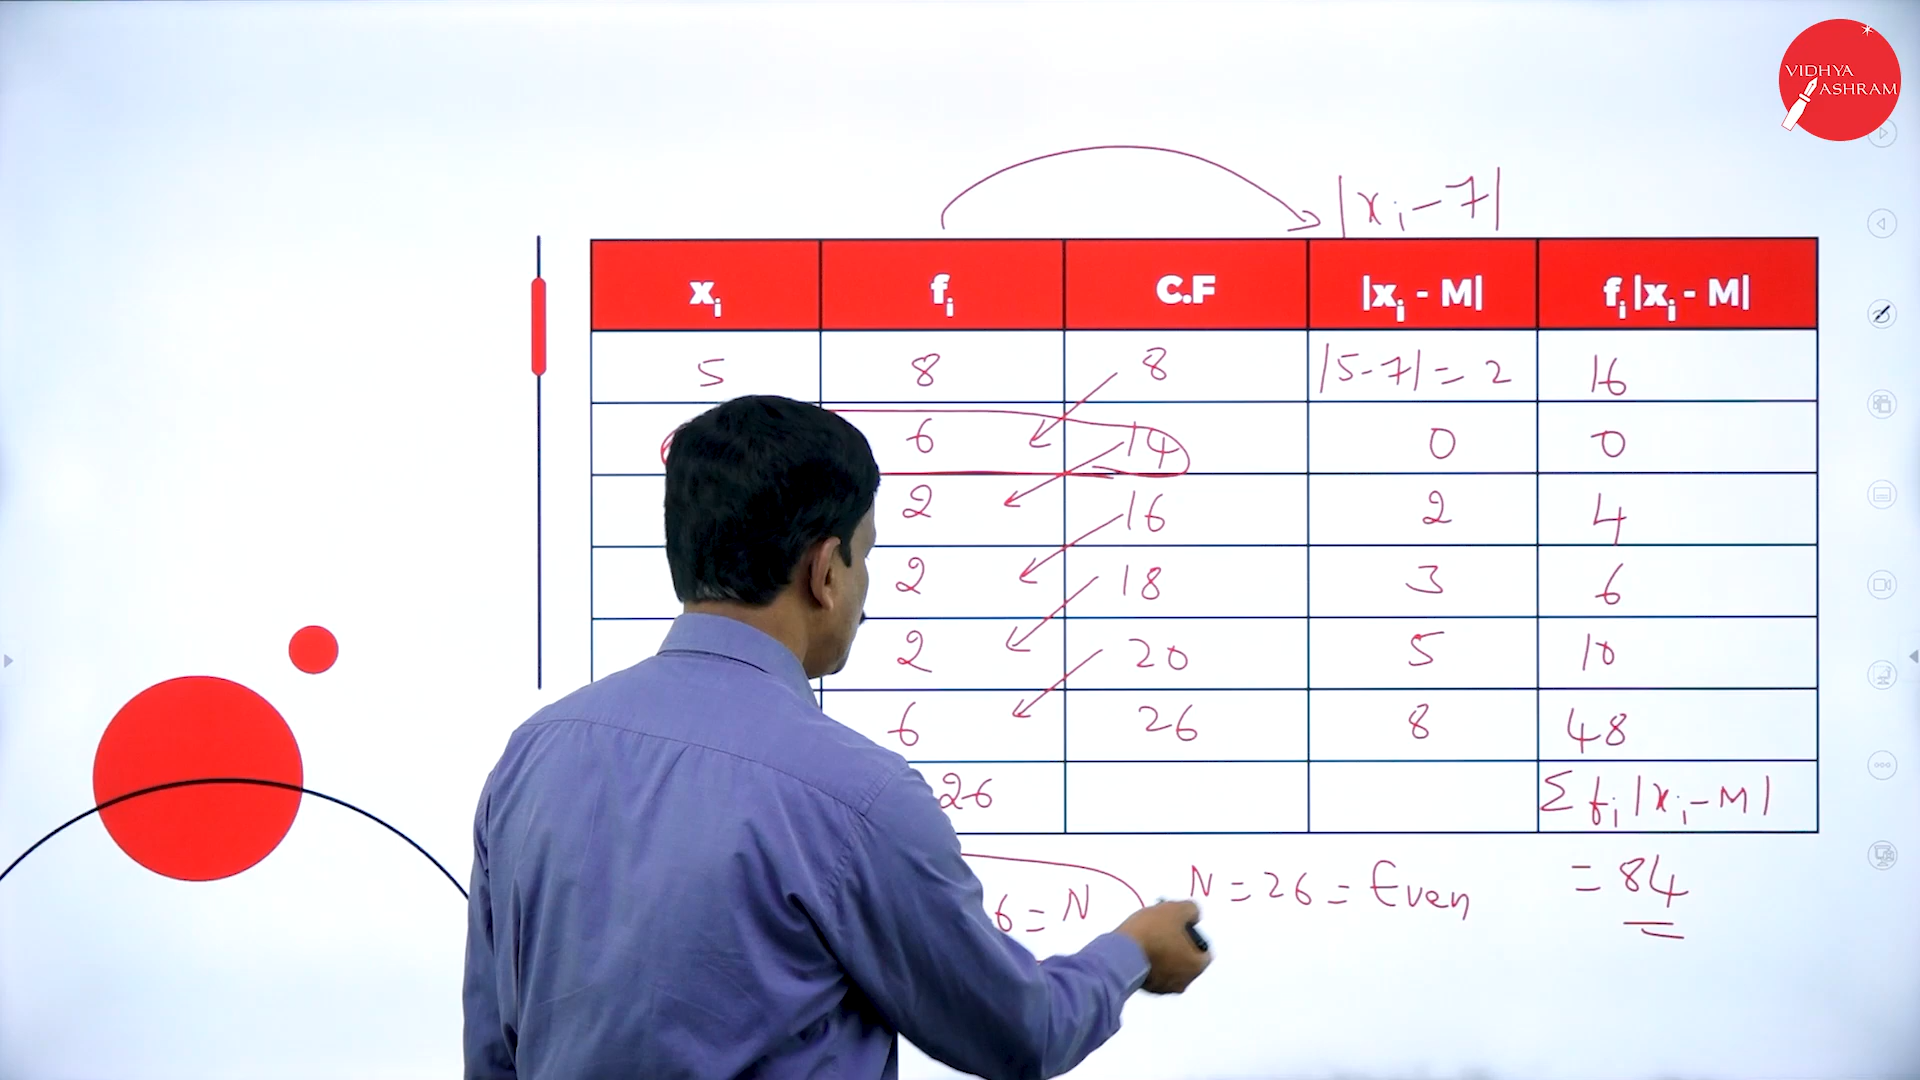 VIDHYA
ASHRAM
|xi - 7|
xi fi C.F |xi - M| fi |xi - M|
5 8 8 |5-7| = 2 16
6 14 0 0
2 16 2 4
2 18 3 6
2 20 5 10
6 26 8 48
26 Σ fi |xi - M|
6 = N N = 26 = Even = 84